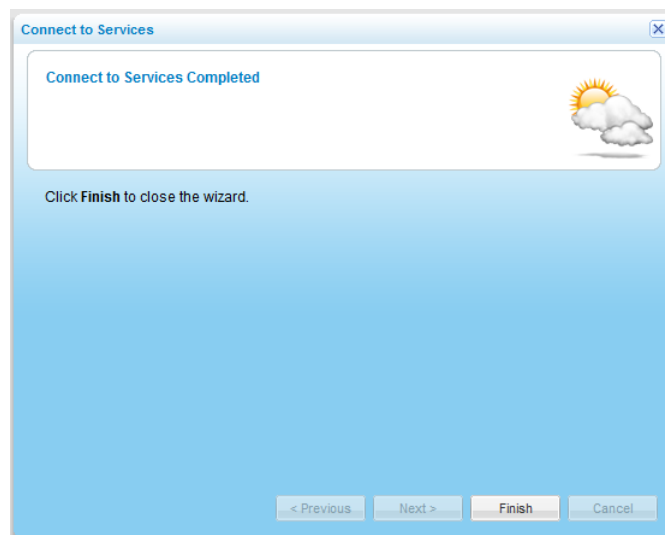 Connect to Services
Connect to Services Completed
Click Finish to close the wizard.
< Previous Next > Finish Cancel